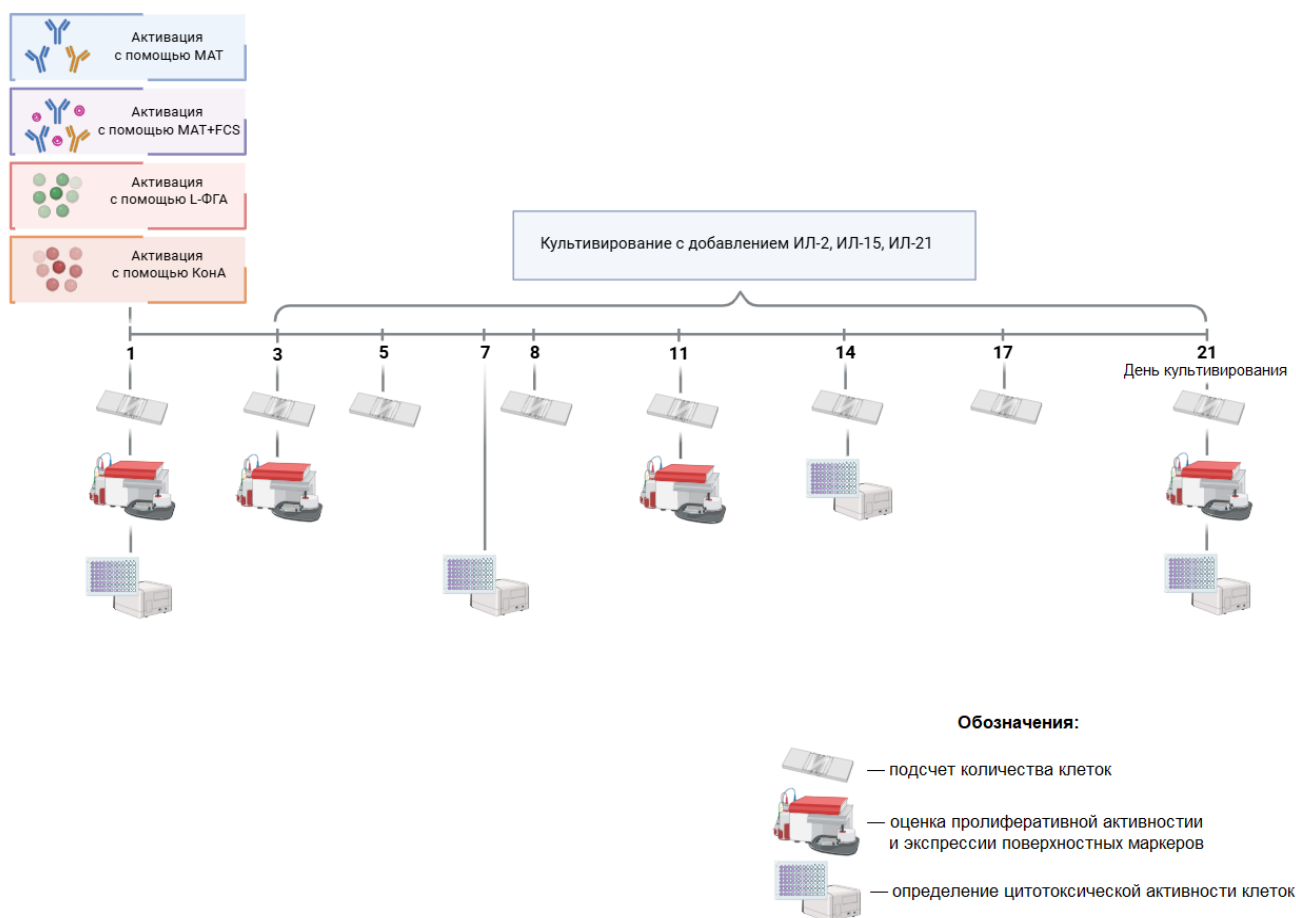 Активация
с помощью МАТ
Активация
с помощью МАТ+FCS
Активация
с помощью L-ФГА
Активация
с помощью КонА
Культивирование с добавлением ИЛ-2, ИЛ-15, ИЛ-21
1 3 5 7 8 11 14 17 21
День культивирования
Обозначения:
— подсчет количества клеток
— оценка пролиферативной активностии
и экспрессии поверхностных маркеров
— определение цитотоксической активности клеток